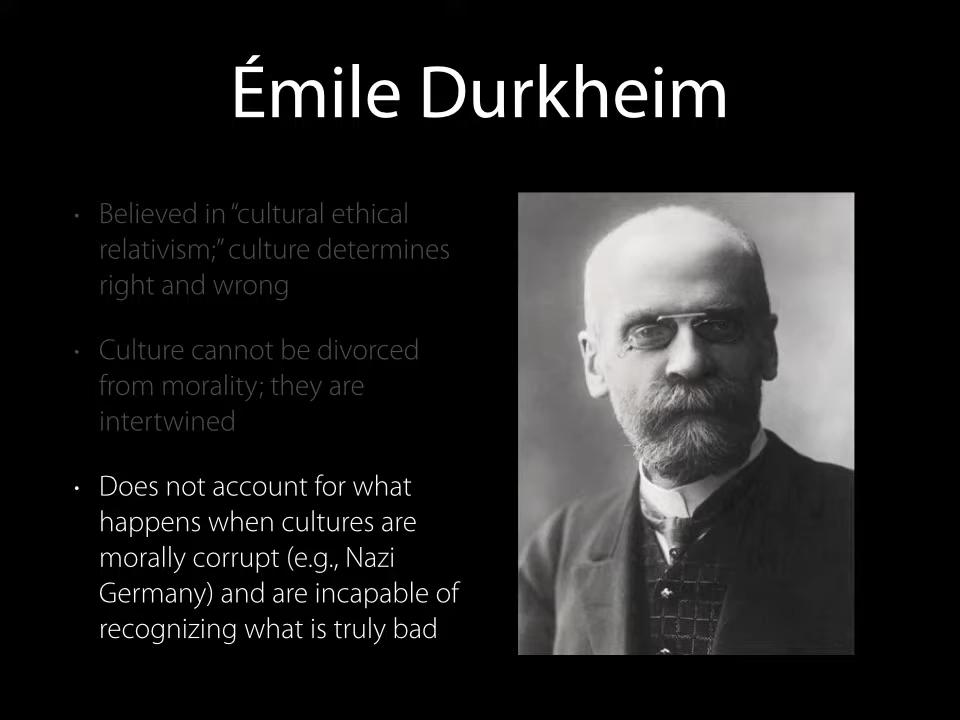 Émile Durkheim
• Believed in “cultural ethical
relativism;” culture determines
right and wrong
• Culture cannot be divorced
from morality; they are
intertwined
• Does not account for what
happens when cultures are
morally corrupt (e.g., Nazi
Germany) and are incapable of
recognizing what is truly bad